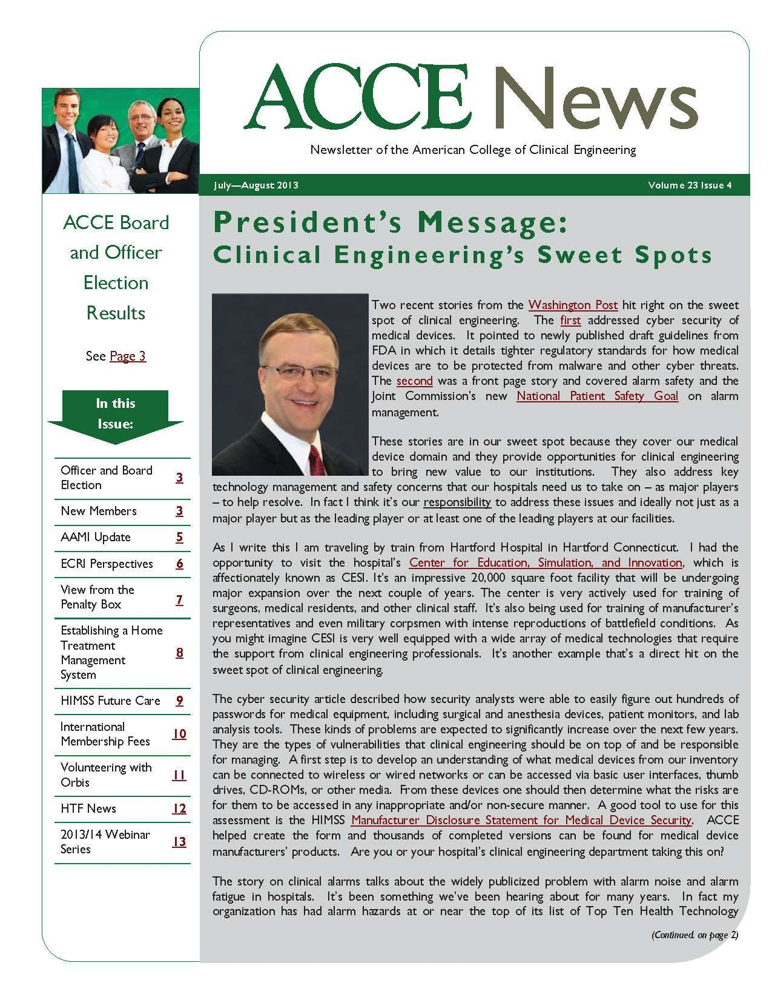 ACCE News
Newsletter of the American College of Clinical Engineering
July—August 2013
Volume 23 Issue 4
ACCE Board
and Officer
Election
Results
See Page 3
In this
Issue:
Officer and Board
Election
3
New Members
3
AAMI Update
5
ECRI Perspectives
6
View from the
Penalty Box
7
Establishing a Home
Treatment
Management
System
8
HIMSS Future Care
9
International
Membership Fees
10
Volunteering with
Orbis
11
HTF News
12
2013/14 Webinar
Series
13
President's Message:
Clinical Engineering's Sweet Spots
Two recent stories from the Washington Post hit right on the sweet
spot of clinical engineering. The first addressed cyber security of
medical devices. It pointed to newly published draft guidelines from
FDA in which it details tighter regulatory standards for how medical
devices are to be protected from malware and other cyber threats.
The second was a front page story and covered alarm safety and the
Joint Commission's new National Patient Safety Goal on alarm
management.
These stories are in our sweet spot because they cover our medical
device domain and they provide opportunities for clinical engineering
to bring new value to our institutions. They also address key
technology management and safety concerns that our hospitals need us to take on – as major players
– to help resolve. In fact I think it's our responsibility to address these issues and ideally not just as a
major player but as the leading player or at least one of the leading players at our facilities.
As I write this I am traveling by train from Hartford Hospital in Hartford Connecticut. I had the
opportunity to visit the hospital's Center for Education, Simulation, and Innovation, which is
affectionately known as CESI. It's an impressive 20,000 square foot facility that will be undergoing
major expansion over the next couple of years. The center is very actively used for training of
surgeons, medical residents, and other clinical staff. It's also being used for training of manufacturer's
representatives and even military corpsmen with intense reproductions of battlefield conditions. As
you might imagine CESI is very well equipped with a wide array of medical technologies that require
the support from clinical engineering professionals. It's another example that's a direct hit on the
sweet spot of clinical engineering.
The cyber security article described how security analysts were able to easily figure out hundreds of
passwords for medical equipment, including surgical and anesthesia devices, patient monitors, and lab
analysis tools. These kinds of problems are expected to significantly increase over the next few years.
They are the types of vulnerabilities that clinical engineering should be on top of and be responsible
for managing. A first step is to develop an understanding of what medical devices from our inventory
can be connected to wireless or wired networks or can be accessed via basic user interfaces, thumb
drives, CD-ROMs, or other media. From these devices one should then determine what the risks are
for them to be accessed in any inappropriate and/or non-secure manner. A good tool to use for this
assessment is the HIMSS Manufacturer Disclosure Statement for Medical Device Security. ACCE
helped create the form and thousands of completed versions can be found for medical device
manufacturers' products. Are you or your hospital's clinical engineering department taking this on?
The story on clinical alarms talks about the widely publicized problem with alarm noise and alarm
fatigue in hospitals. It's been something we've been hearing about for many years. In fact my
organization has had alarm hazards at or near the top of its list of Top Ten Health Technology
(Continued on page 2)